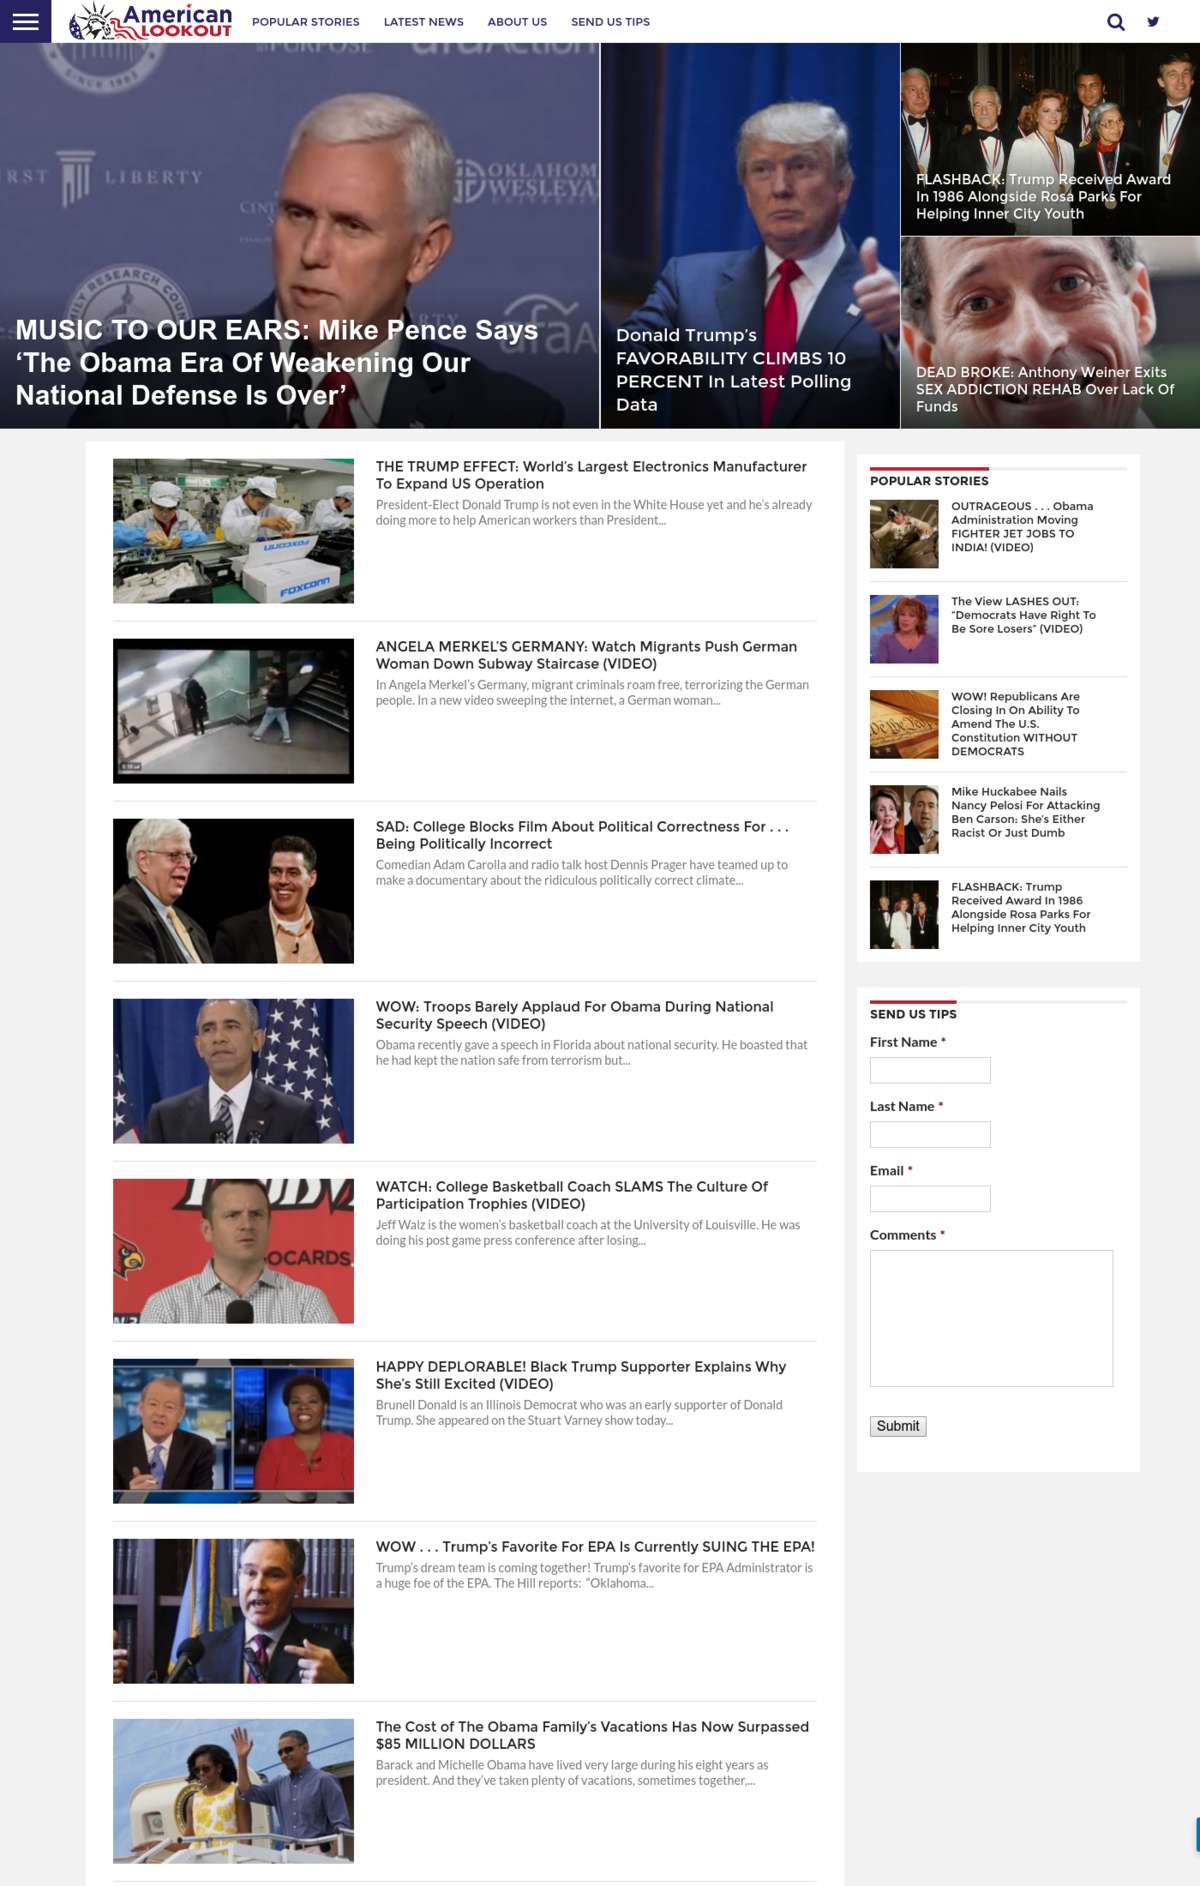 American
LOOKOUT
POPULAR STORIES
LATEST NEWS
ABOUT US
SEND US TIPS
SINCE 1983
PURPOSE
RST
LIBERTY
OKLAHOMA
WESLEYA
MUSIC TO OUR EARS: Mike Pence Says
‘The Obama Era Of Weakening Our
National Defense Is Over’
Donald Trump’s
FAVORABILITY CLIMBS 10
PERCENT In Latest Polling
Data
FLASHBACK: Trump Received Award
In 1986 Alongside Rosa Parks For
Helping Inner City Youth
DEAD BROKE: Anthony Weiner Exits
SEX ADDICTION REHAB Over Lack Of
Funds
THE TRUMP EFFECT: World’s Largest Electronics Manufacturer
To Expand US Operation
President-Elect Donald Trump is not even in the White House yet and he’s already
doing more to help American workers than President...
FOXCONN
FOXCONN
ANGELA MERKEL’S GERMANY: Watch Migrants Push German
Woman Down Subway Staircase (VIDEO)
In Angela Merkel’s Germany, migrant criminals roam free, terrorizing the German
people. In a new video sweeping the internet, a German woman...
SAD: College Blocks Film About Political Correctness For . . .
Being Politically Incorrect
Comedian Adam Carolla and radio talk host Dennis Prager have teamed up to
make a documentary about the ridiculous politically correct climate...
WOW: Troops Barely Applaud For Obama During National
Security Speech (VIDEO)
Obama recently gave a speech in Florida about national security. He boasted that
he had kept the nation safe from terrorism but...
WATCH: College Basketball Coach SLAMS The Culture Of
Participation Trophies (VIDEO)
Jeff Walz is the women’s basketball coach at the University of Louisville. He was
doing his post game press conference after losing...
OCARDS.
HAPPY DEPLORABLE! Black Trump Supporter Explains Why
She’s Still Excited (VIDEO)
Brunell Donald is an Illinois Democrat who was an early supporter of Donald
Trump. She appeared on the Stuart Varney show today...
WOW . . . Trump’s Favorite For EPA Is Currently SUING THE EPA!
Trump’s dream team is coming together! Trump’s favorite for EPA Administrator is
a huge foe of the EPA. The Hill reports: “Oklahoma...
The Cost of The Obama Family’s Vacations Has Now Surpassed
$85 MILLION DOLLARS
Barack and Michelle Obama have lived very large during his eight years as
president. And they’ve taken plenty of vacations, sometimes together,...
POPULAR STORIES
OUTRAGEOUS . . . Obama
Administration Moving
FIGHTER JET JOBS TO
INDIA! (VIDEO)
The View LASHES OUT:
“Democrats Have Right To
Be Sore Losers” (VIDEO)
We the People
WOW! Republicans Are
Closing In On Ability To
Amend The U.S.
Constitution WITHOUT
DEMOCRATS
Mike Huckabee Nails
Nancy Pelosi For Attacking
Ben Carson: She’s Either
Racist Or Just Dumb
FLASHBACK: Trump
Received Award In 1986
Alongside Rosa Parks For
Helping Inner City Youth
SEND US TIPS
First Name *
Last Name *
Email *
Comments *
Submit